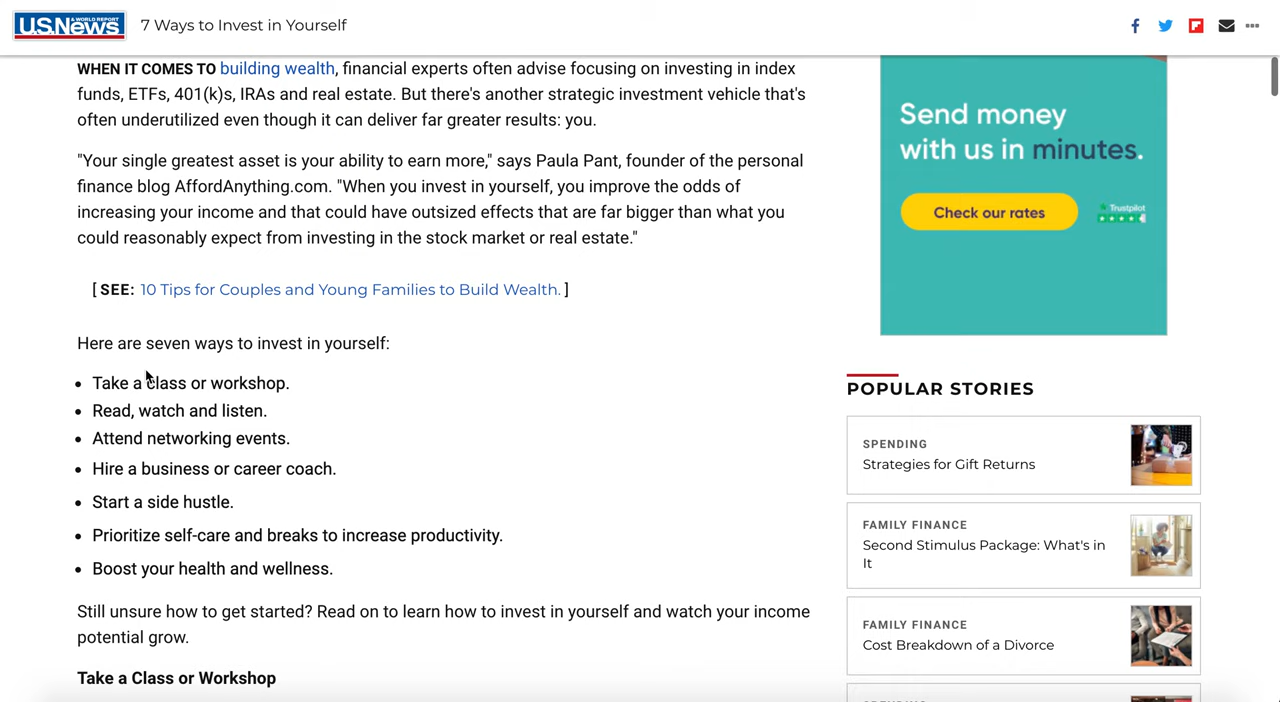 U.S.News
& WORLD REPORT
7 Ways to Invest in Yourself
WHEN IT COMES TO building wealth, financial experts often advise focusing on investing in index
funds, ETFs, 401(k)s, IRAs and real estate. But there's another strategic investment vehicle that's
often underutilized even though it can deliver far greater results: you.
"Your single greatest asset is your ability to earn more," says Paula Pant, founder of the personal
finance blog AffordAnything.com. "When you invest in yourself, you improve the odds of
increasing your income and that could have outsized effects that are far bigger than what you
could reasonably expect from investing in the stock market or real estate."
[ SEE: 10 Tips for Couples and Young Families to Build Wealth. ]
Here are seven ways to invest in yourself:
• Take a class or workshop.
• Read, watch and listen.
• Attend networking events.
• Hire a business or career coach.
• Start a side hustle.
• Prioritize self-care and breaks to increase productivity.
• Boost your health and wellness.
Still unsure how to get started? Read on to learn how to invest in yourself and watch your income
potential grow.
Take a Class or Workshop
Send money
with us in minutes.
Check our rates
Trustpilot
POPULAR STORIES
SPENDING
Strategies for Gift Returns
FAMILY FINANCE
Second Stimulus Package: What's in
It
FAMILY FINANCE
Cost Breakdown of a Divorce